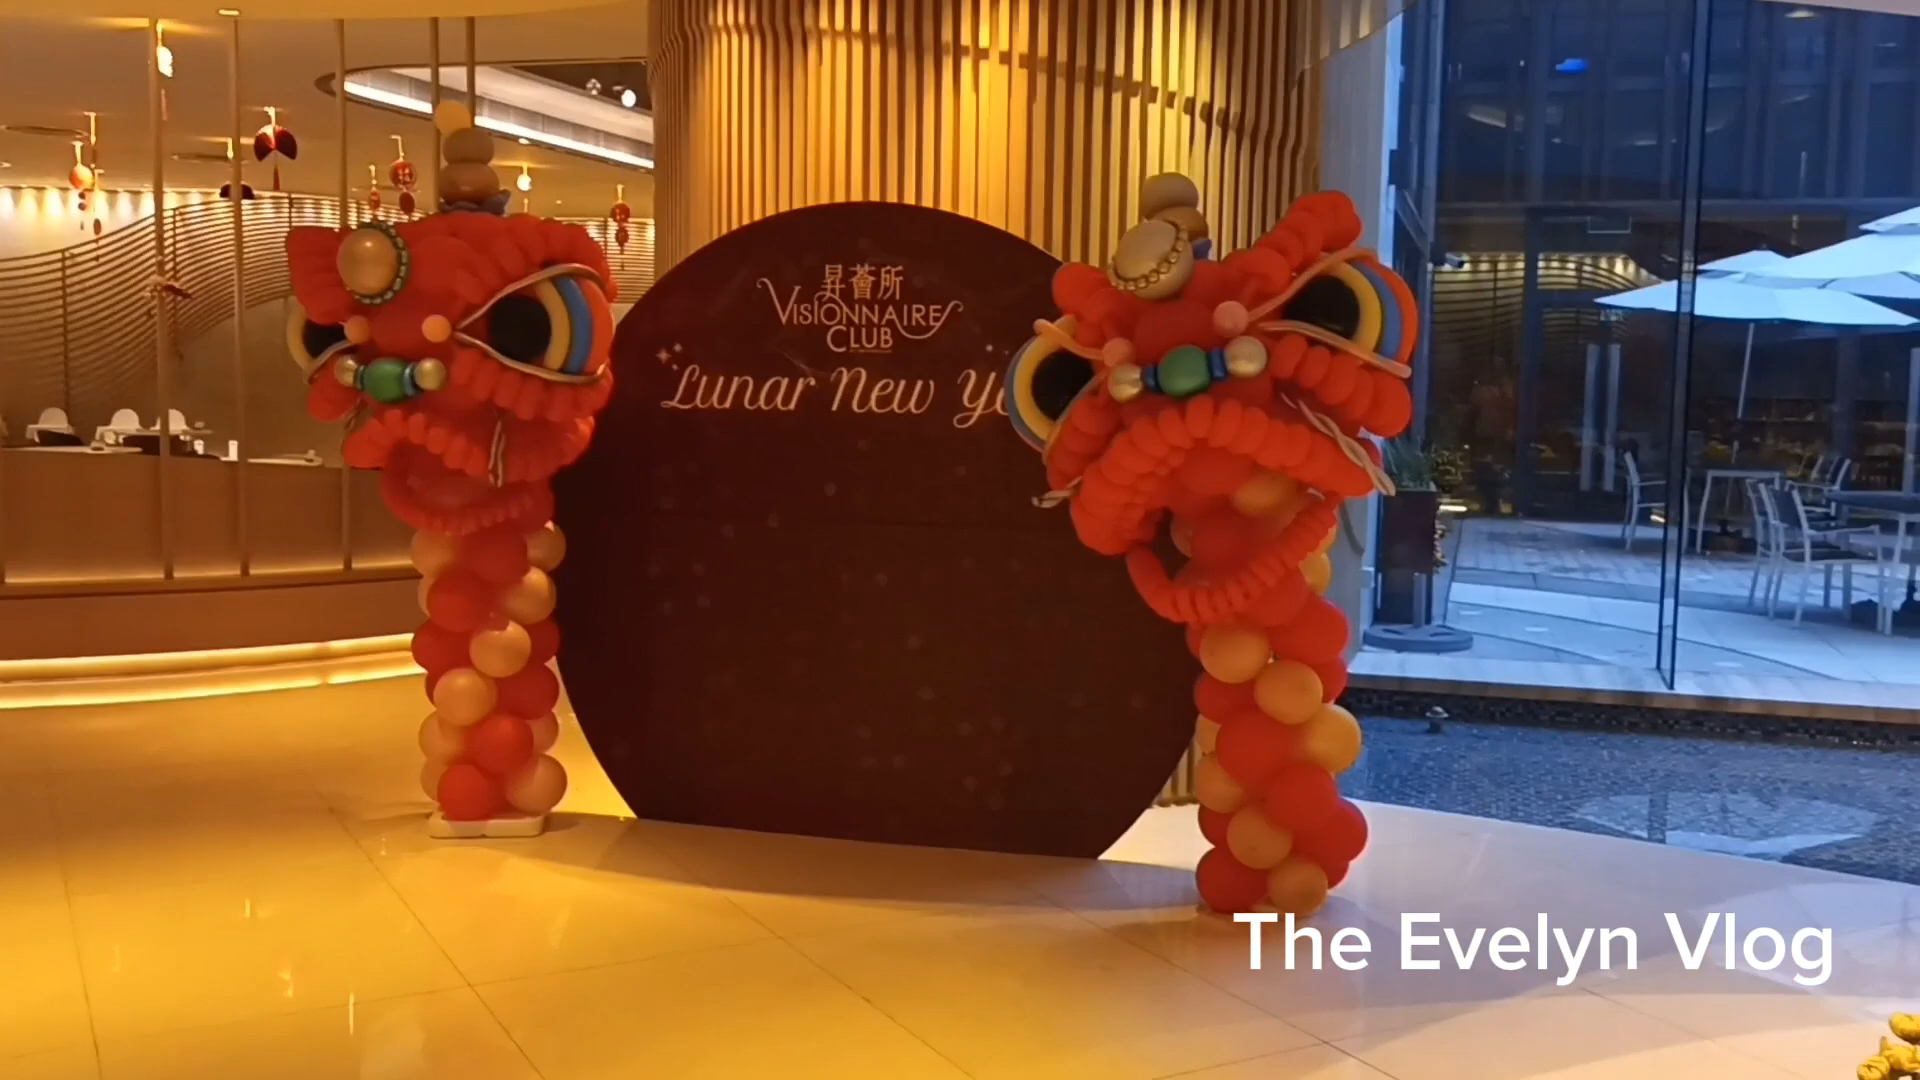 昇薈所
VISIONNAIRE
CLUB
Lunar New
The Evelyn Vlog